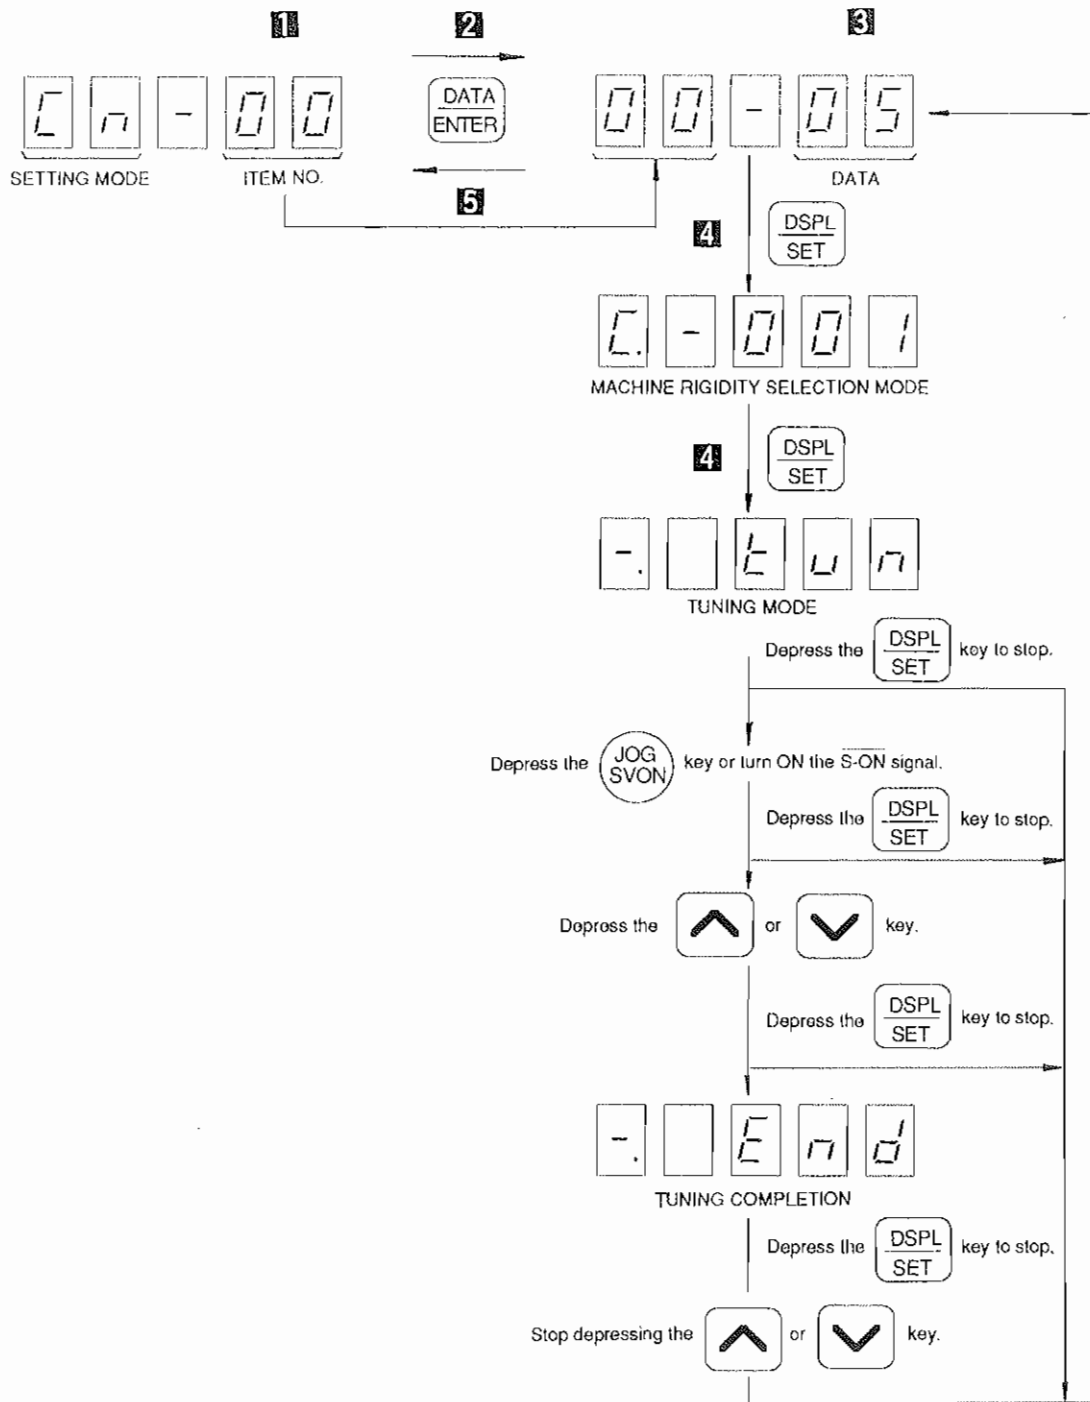 1 2 3
Cn-00 DATA ENTER 00-05
SETTING MODE ITEM NO. DATA
5
4 DSPL SET
C.-001
MACHINE RIGIDITY SELECTION MODE
4 DSPL SET
-. tun
TUNING MODE
Depress the DSPL SET key to stop.
Depress the JOG SVON key or turn ON the S-ON signal.
Depress the DSPL SET key to stop.
Depress the or key.
Depress the DSPL SET key to stop.
-. End
TUNING COMPLETION
Depress the DSPL SET key to stop.
Stop depressing the or key.